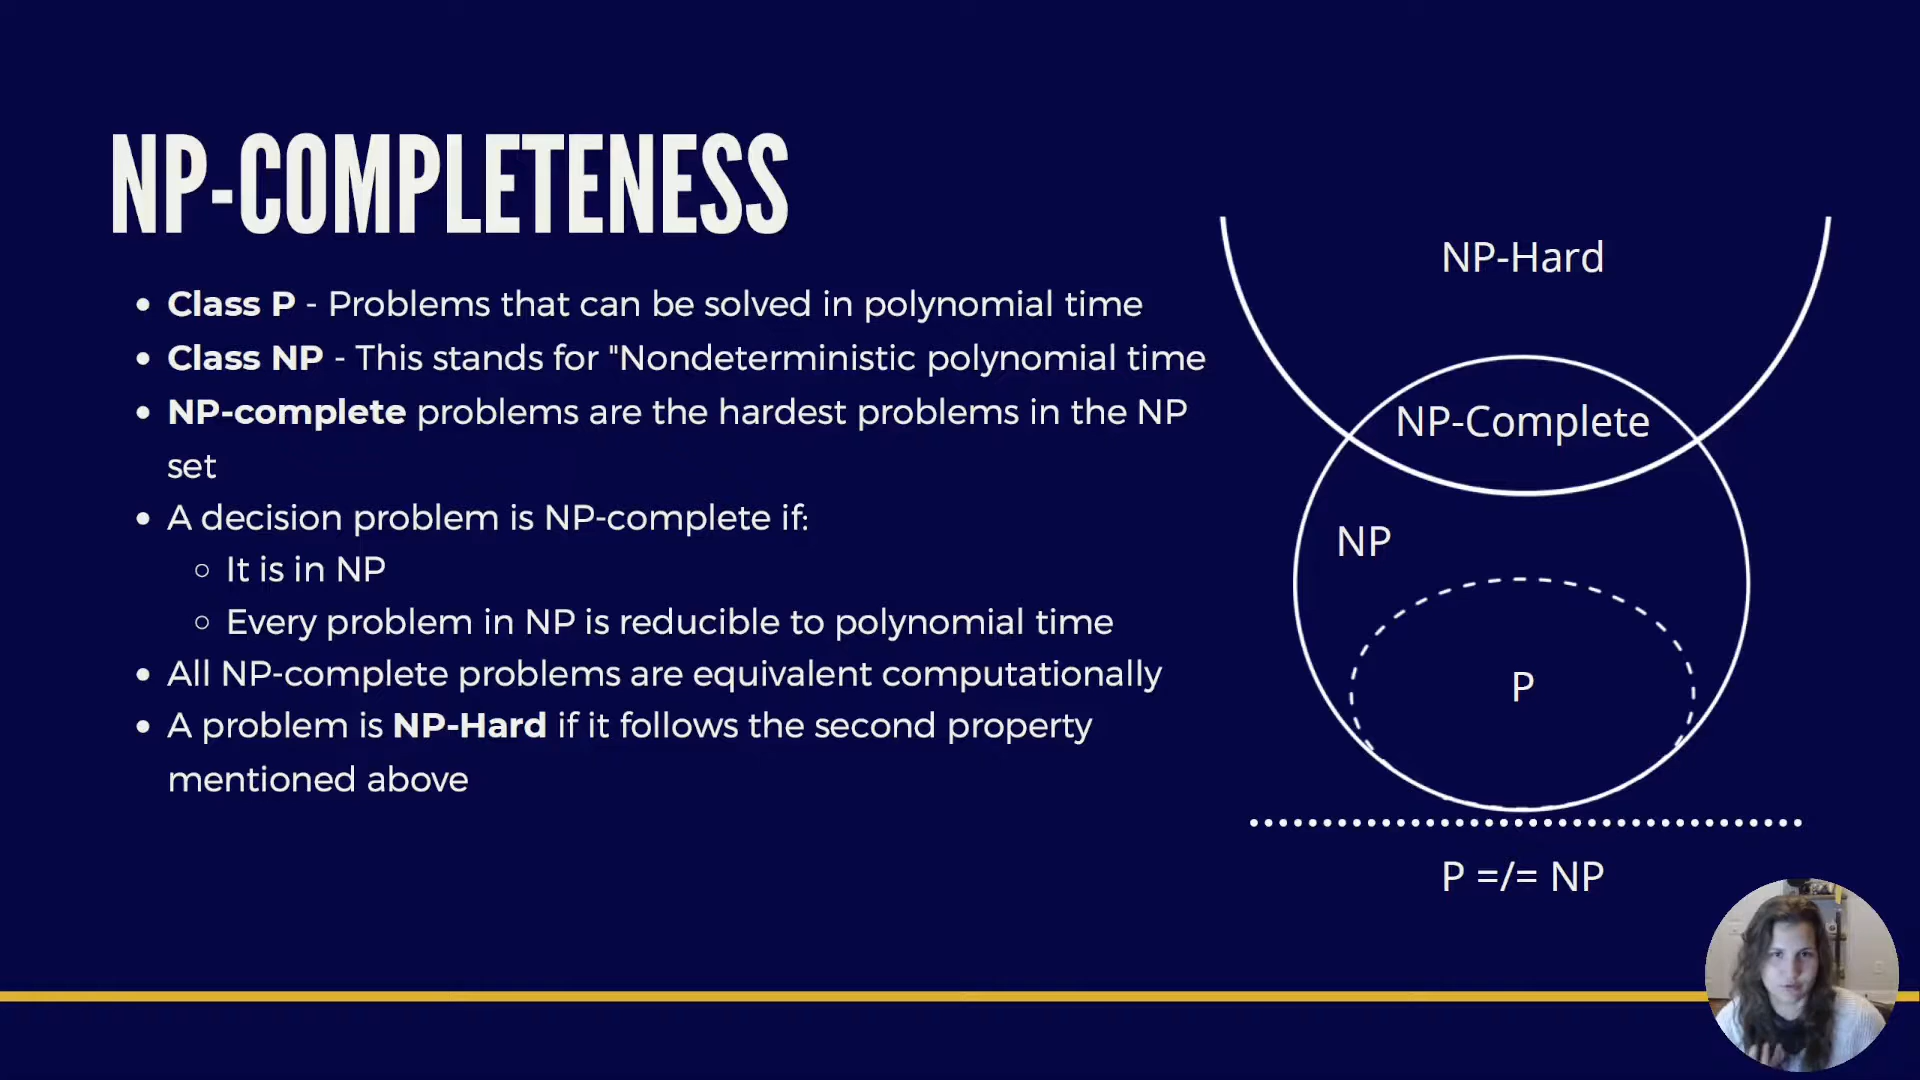 NP-COMPLETENESS
• Class P - Problems that can be solved in polynomial time
• Class NP - This stands for "Nondeterministic polynomial time
• NP-complete problems are the hardest problems in the NP
set
• A decision problem is NP-complete if:
○ It is in NP
○ Every problem in NP is reducible to polynomial time
• All NP-complete problems are equivalent computationally
• A problem is NP-Hard if it follows the second property
mentioned above
NP-Hard
NP-Complete
NP
P
P =/= NP